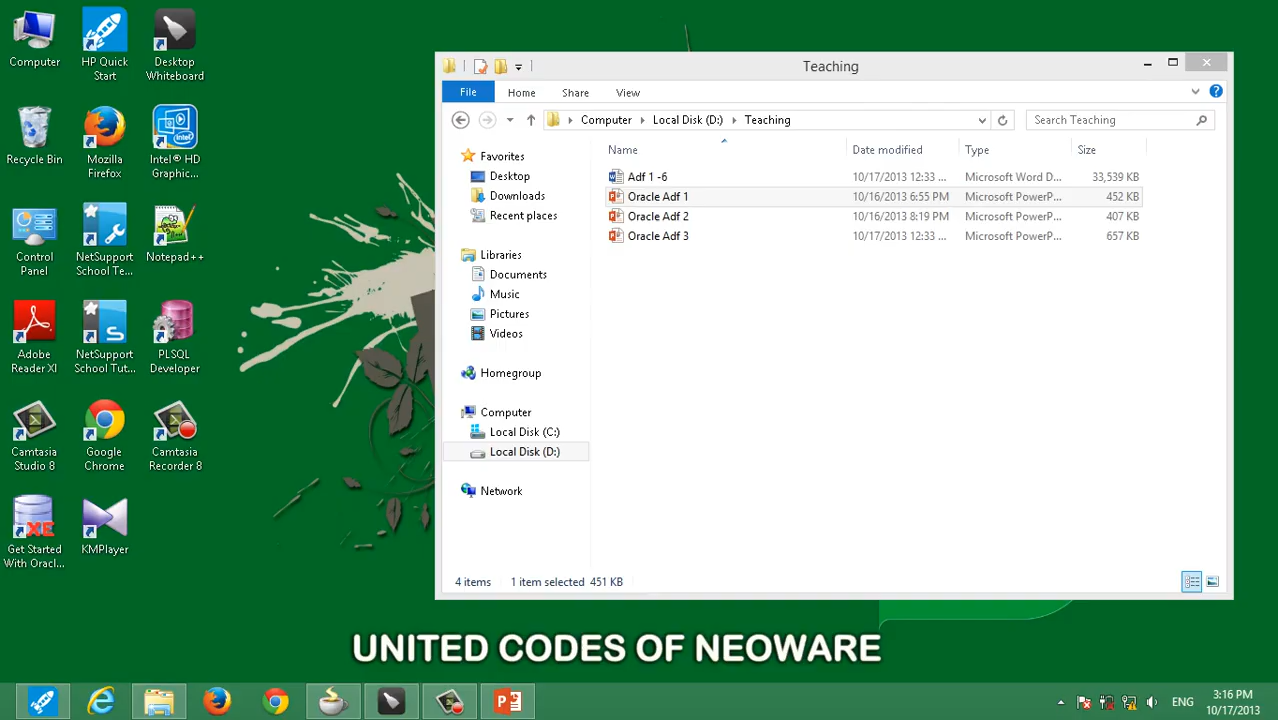 Computer
HP Quick
Start
Desktop
Whiteboard
Recycle Bin
Mozilla
Firefox
Intel® HD
Graphic...
Control
Panel
NetSupport
School Te...
Notepad++
Adobe
Reader XI
NetSupport
School Tut...
PLSQL
Developer
Camtasia
Studio 8
Google
Chrome
Camtasia
Recorder 8
XE
Get Started
With Oracl...
KMPlayer
Teaching
File Home Share View
Computer Local Disk (D:) Teaching
Search Teaching
Name Date modified Type Size
Adf 1 -6 10/17/2013 12:33 ... Microsoft Word D... 33,539 KB
Oracle Adf 1 10/16/2013 6:55 PM Microsoft PowerP... 452 KB
Oracle Adf 2 10/16/2013 8:19 PM Microsoft PowerP... 407 KB
Oracle Adf 3 10/17/2013 12:33 ... Microsoft PowerP... 657 KB
Favorites
Desktop
Downloads
Recent places
Libraries
Documents
Music
Pictures
Videos
Homegroup
Computer
Local Disk (C:)
Local Disk (D:)
Network
4 items 1 item selected 451 KB
UNITED CODES OF NEOWARE
ENG
3:16 PM
10/17/2013